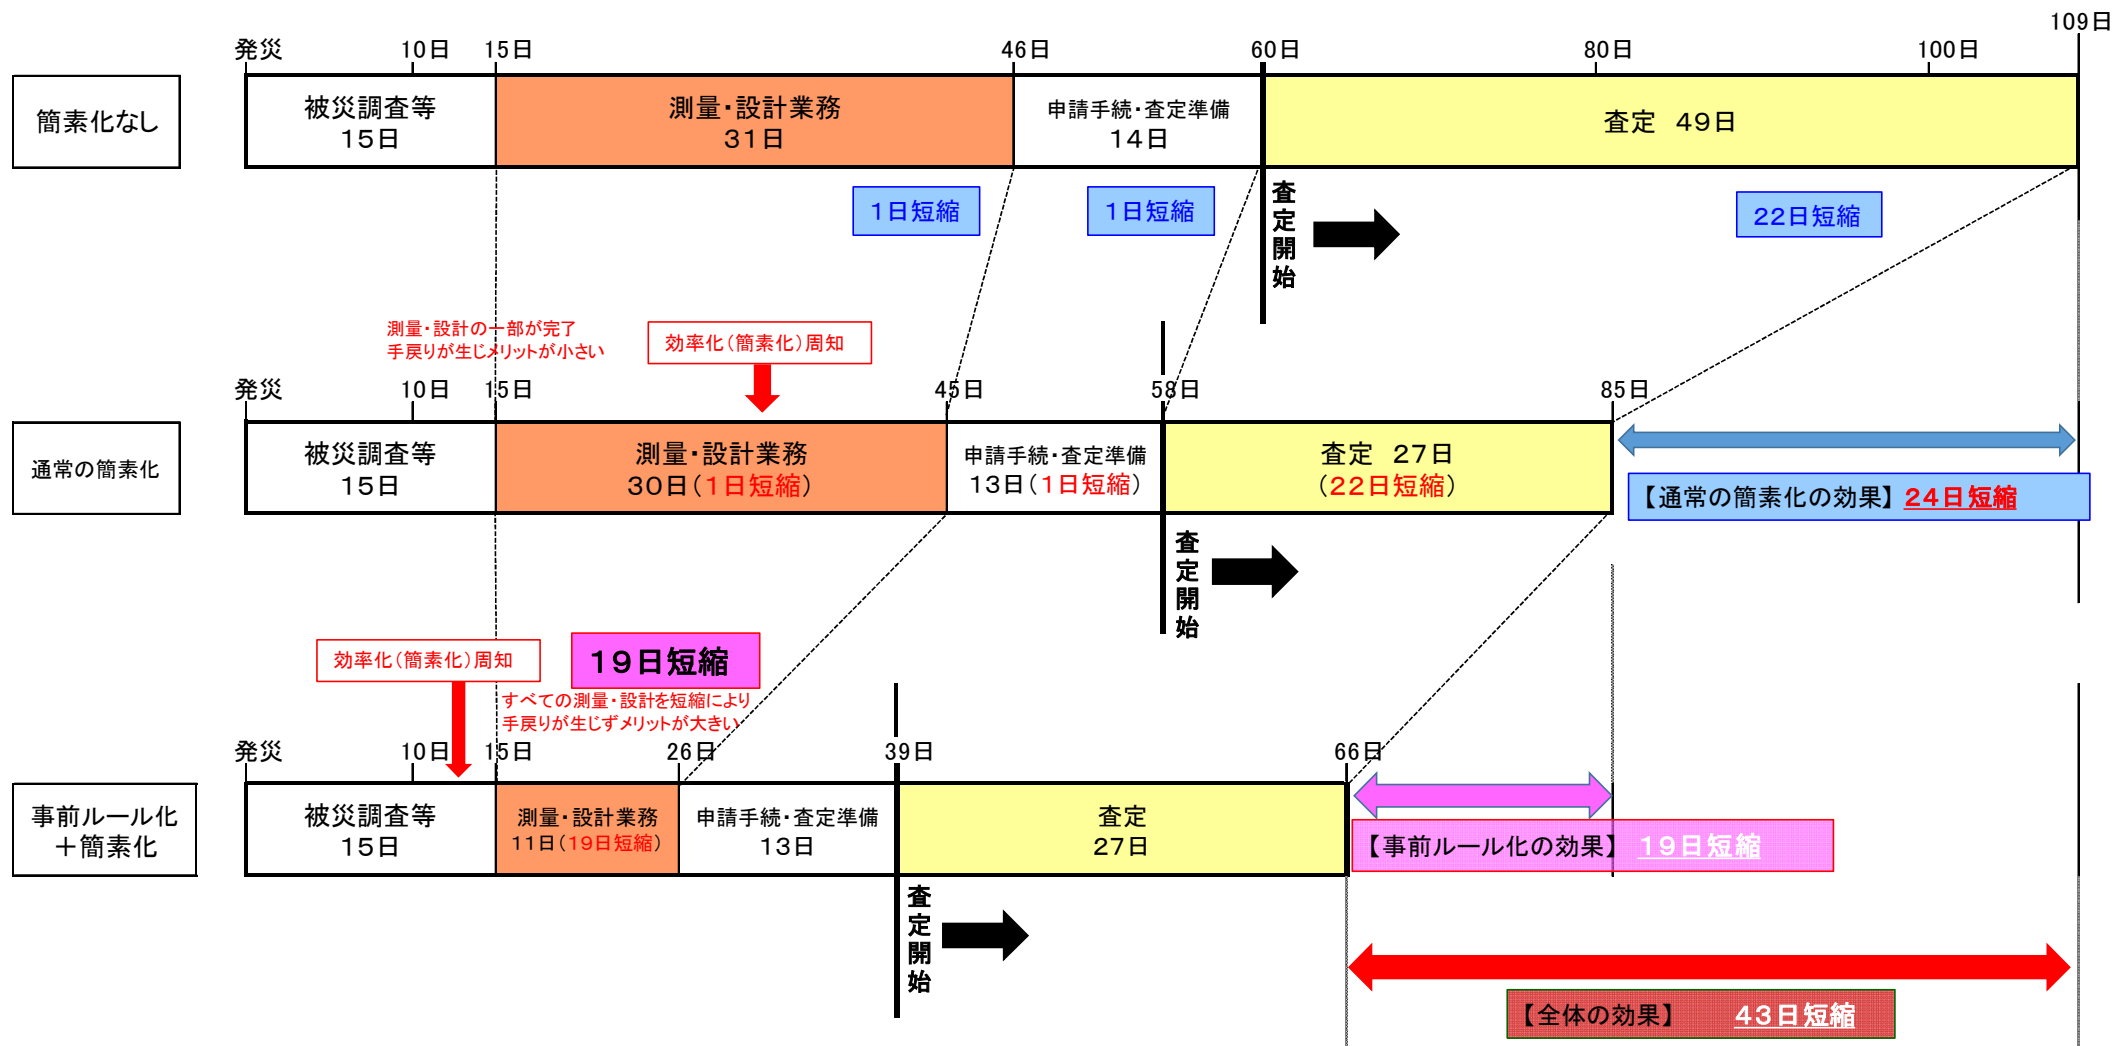 109日
発災 10日 15日 46日 60日 80日 100日
簡素化なし
被災調査等
15日
測量・設計業務
31日
申請手続・査定準備
14日
査定 49日
1日短縮
1日短縮
22日短縮
査定開始
測量・設計の一部が完了
手戻りが生じメリットが小さい
効率化(簡素化)周知
発災 10日 15日 45日 58日 85日
通常の簡素化
被災調査等
15日
測量・設計業務
30日(1日短縮)
申請手続・査定準備
13日(1日短縮)
査定 27日
(22日短縮)
【通常の簡素化の効果】 24日短縮
査定開始
効率化(簡素化)周知
19日短縮
すべての測量・設計を短縮により
手戻りが生じずメリットが大きい
発災 10日 15日 26日 39日 66日
事前ルール化
＋簡素化
被災調査等
15日
測量・設計業務
11日(19日短縮)
申請手続・査定準備
13日
査定
27日
【事前ルール化の効果】 19日短縮
査定開始
【全体の効果】 43日短縮